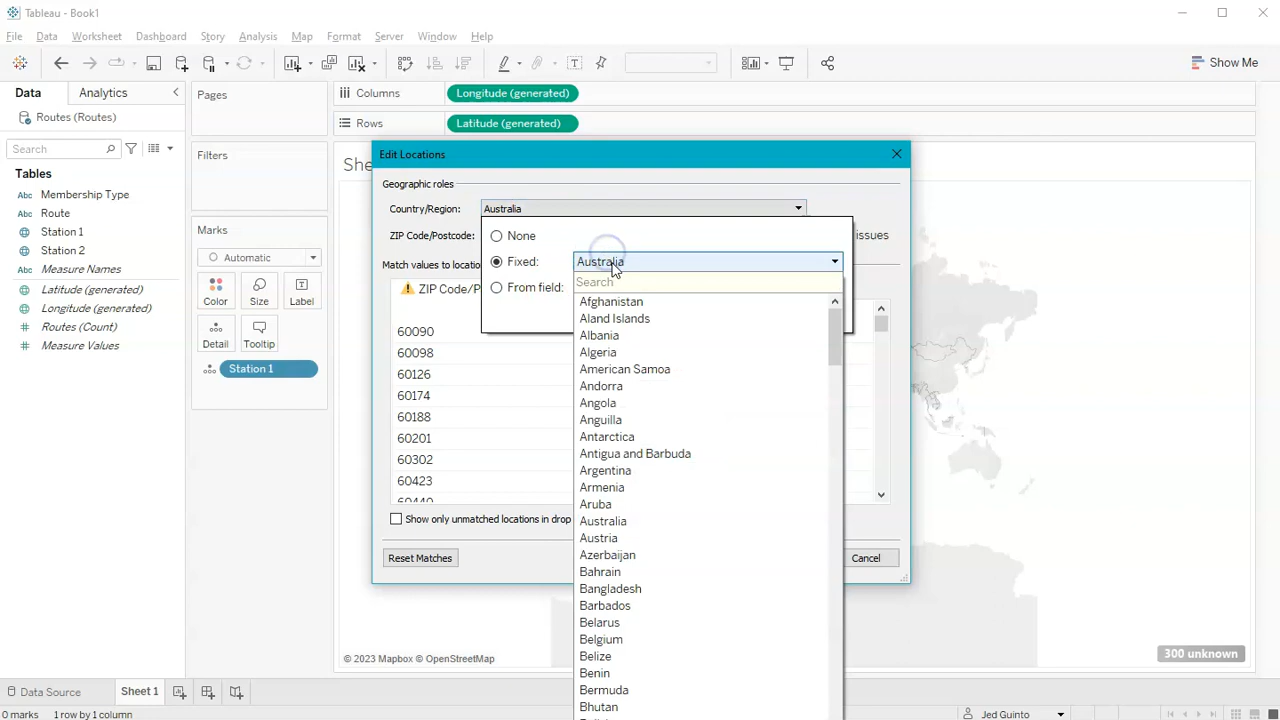 Tableau - Book1
File Data Worksheet Dashboard Story Analysis Map Format Server Window Help
Show Me
Data Analytics
Pages
Columns Longitude (generated)
Routes (Routes)
Rows Latitude (generated)
Search
Filters
Tables
Abc Membership Type
Abc Route
Station 1
Station 2
Abc Measure Names
Latitude (generated)
Longitude (generated)
Routes (Count)
Measure Values
Marks
Automatic
Color Size Label
Detail Tooltip
Station 1
She
Edit Locations
Geographic roles
Country/Region: Australia
ZIP Code/Postcode:
issues
None
Fixed: Australia
From field:
Match values to locatio
ZIP Code/P
60090
60098
60126
60174
60188
60201
60302
60423
60440
Search
Afghanistan
Aland Islands
Albania
Algeria
American Samoa
Andorra
Angola
Anguilla
Antarctica
Antigua and Barbuda
Argentina
Armenia
Aruba
Australia
Austria
Azerbaijan
Bahrain
Bangladesh
Barbados
Belarus
Belgium
Belize
Benin
Bermuda
Bhutan
Show only unmatched locations in drop
Reset Matches
Cancel
© 2023 Mapbox © OpenStreetMap
300 unknown
Data Source Sheet 1
0 marks 1 row by 1 column
Jed Guinto